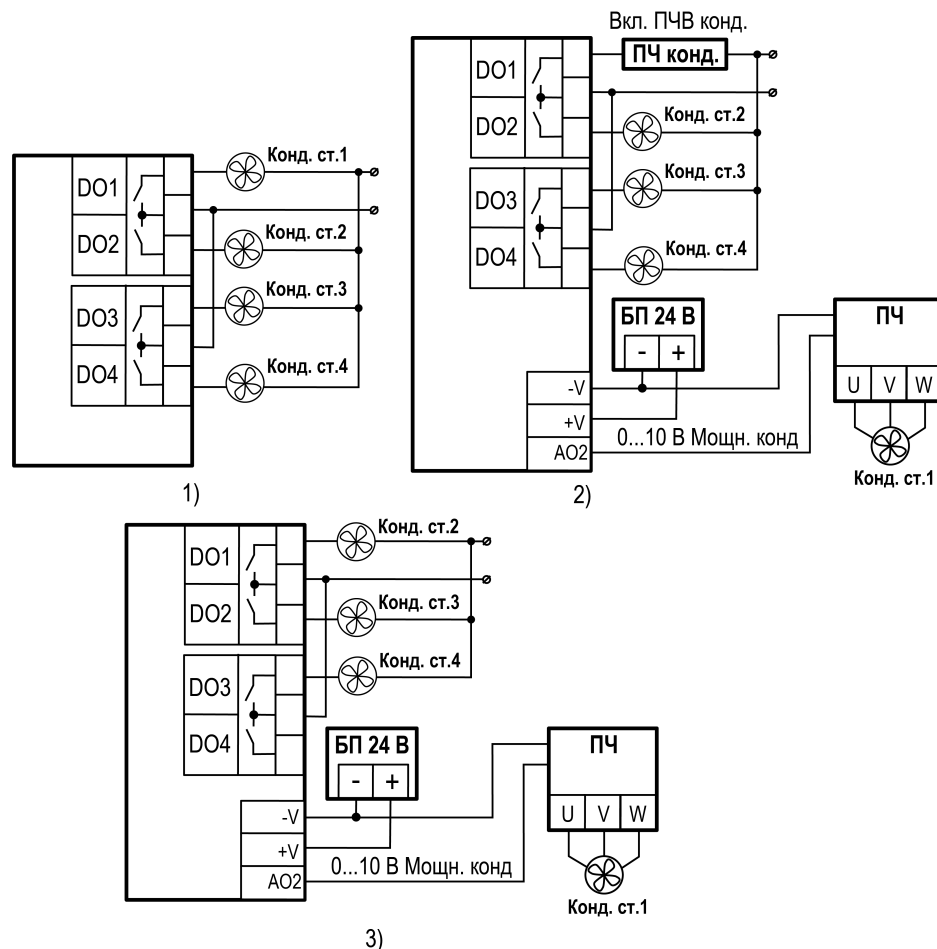 DO1
DO2
DO3
DO4
Конд. ст.1
Конд. ст.2
Конд. ст.3
Конд. ст.4
1)
Вкл. ПЧВ конд.
ПЧ конд.
DO1
DO2
DO3
DO4
Конд. ст.2
Конд. ст.3
Конд. ст.4
БП 24 В
- +
-V
+V
AO2
0...10 В Мощн. конд
ПЧ
U V W
Конд. ст.1
2)
DO1
DO2
DO3
DO4
Конд. ст.2
Конд. ст.3
Конд. ст.4
БП 24 В
- +
-V
+V
AO2
0...10 В Мощн. конд
ПЧ
U V W
Конд. ст.1
3)